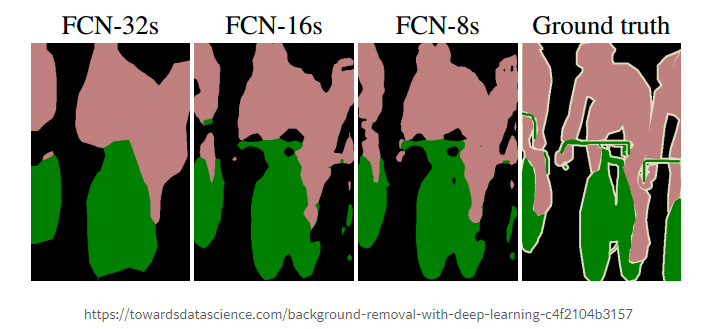 FCN-32s FCN-16s FCN-8s Ground truth
https://towardsdatascience.com/background-removal-with-deep-learning-c4f2104b3157